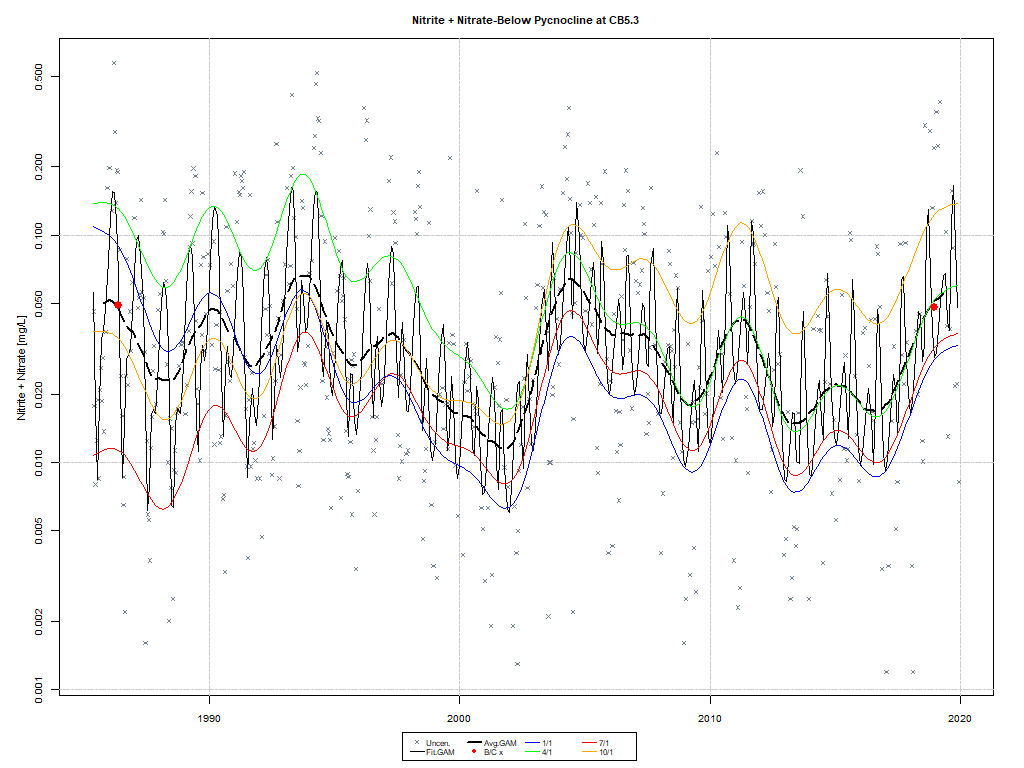 Nitrite + Nitrate-Below Pycnocline at CB5.3
Nitrite + Nitrate [mg/L]
0.500
0.200
0.100
0.050
0.020
0.010
0.005
0.002
0.001
1990 2000 2010 2020
Uncen. Avg.GAM 1/1 7/1
Fit.GAM B/C x 4/1 10/1